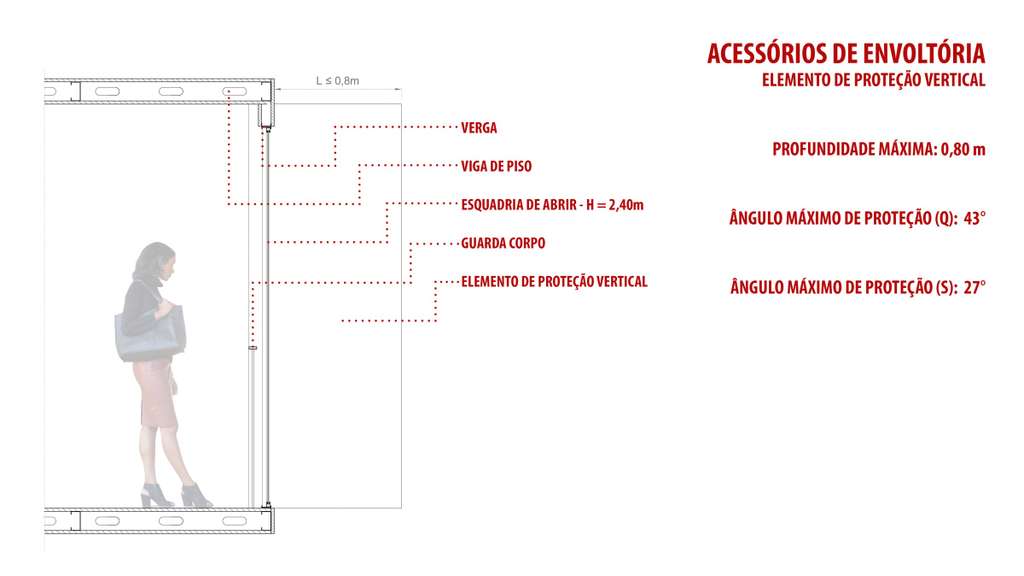 ACESSÓRIOS DE ENVOLTÓRIA
ELEMENTO DE PROTEÇÃO VERTICAL
L ≤ 0,8m
VERGA
VIGA DE PISO
ESQUADRIA DE ABRIR - H = 2,40m
GUARDA CORPO
ELEMENTO DE PROTEÇÃO VERTICAL
PROFUNDIDADE MÁXIMA: 0,80 m
ÂNGULO MÁXIMO DE PROTEÇÃO (Q): 43°
ÂNGULO MÁXIMO DE PROTEÇÃO (S): 27°